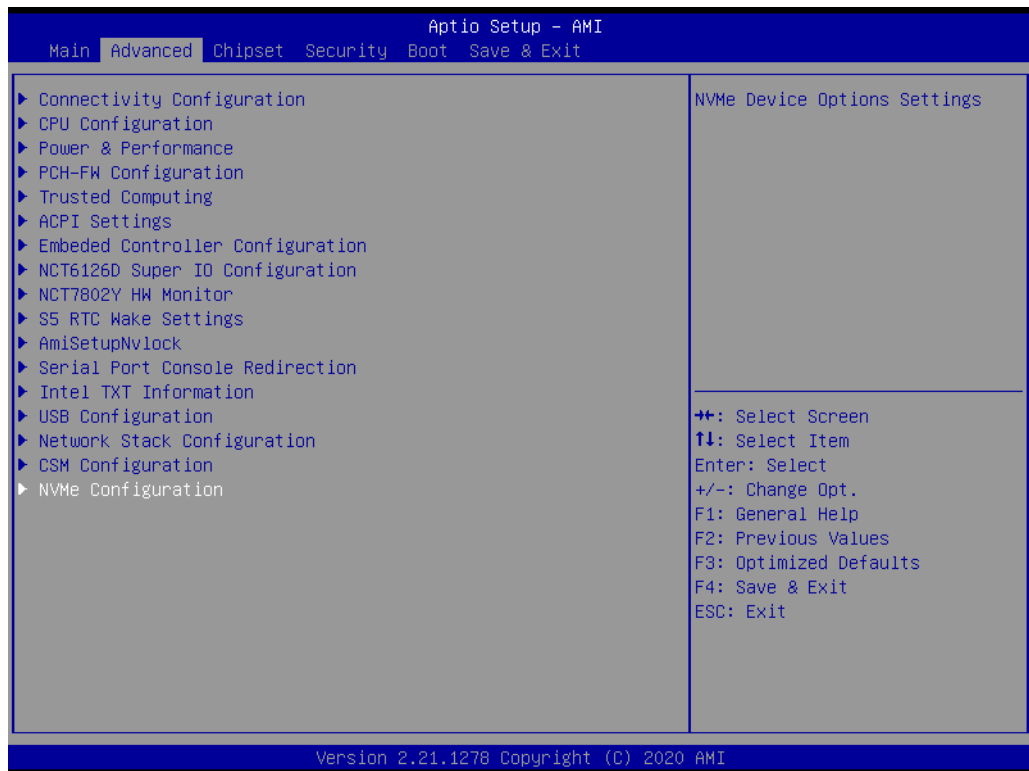 Aptio Setup – AMI
Main Advanced Chipset Security Boot Save & Exit
▶ Connectivity Configuration
▶ CPU Configuration
▶ Power & Performance
▶ PCH-FW Configuration
▶ Trusted Computing
▶ ACPI Settings
▶ Embeded Controller Configuration
▶ NCT6126D Super IO Configuration
▶ NCT7802Y HW Monitor
▶ S5 RTC Wake Settings
▶ AmiSetupNvlock
▶ Serial Port Console Redirection
▶ Intel TXT Information
▶ USB Configuration
▶ Network Stack Configuration
▶ CSM Configuration
▶ NVMe Configuration
NVMe Device Options Settings
→←: Select Screen
↑↓: Select Item
Enter: Select
+/-: Change Opt.
F1: General Help
F2: Previous Values
F3: Optimized Defaults
F4: Save & Exit
ESC: Exit
Version 2.21.1278 Copyright (C) 2020 AMI